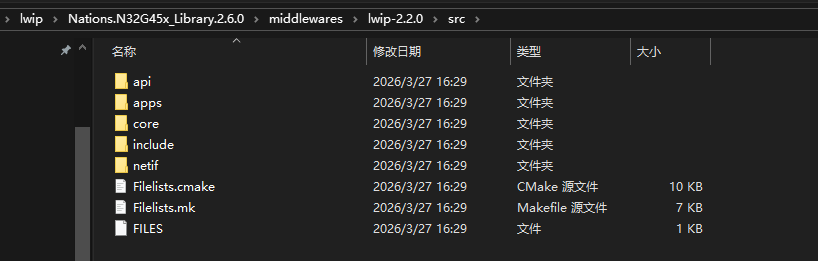 lwip > Nations.N32G45x_Library.2.6.0 > middlewares > lwip-2.2.0 > src >
名称 修改日期 类型 大小
api 2026/3/27 16:29 文件夹
apps 2026/3/27 16:29 文件夹
core 2026/3/27 16:29 文件夹
include 2026/3/27 16:29 文件夹
netif 2026/3/27 16:29 文件夹
Filelists.cmake 2026/3/27 16:29 CMake 源文件 10 KB
Filelists.mk 2026/3/27 16:29 Makefile 源文件 7 KB
FILES 2026/3/27 16:29 文件 1 KB